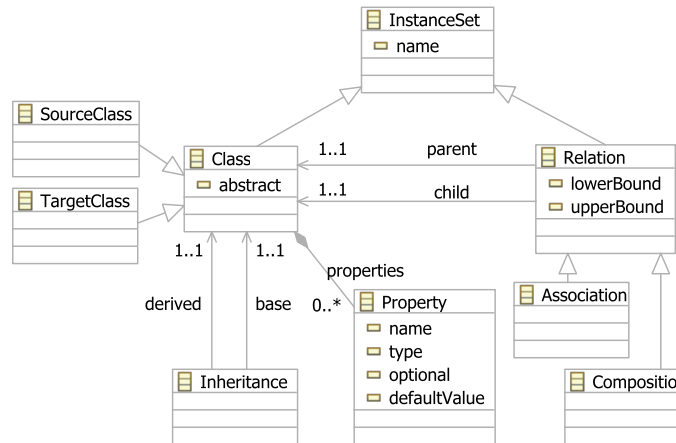 InstanceSet
name
SourceClass
Class
abstract
1..1
parent
Relation
lowerBound
upperBound
TargetClass
1..1
child
1..1
1..1
properties
derived
base
0..*
Property
name
type
optional
defaultValue
Association
Inheritance
Compositio